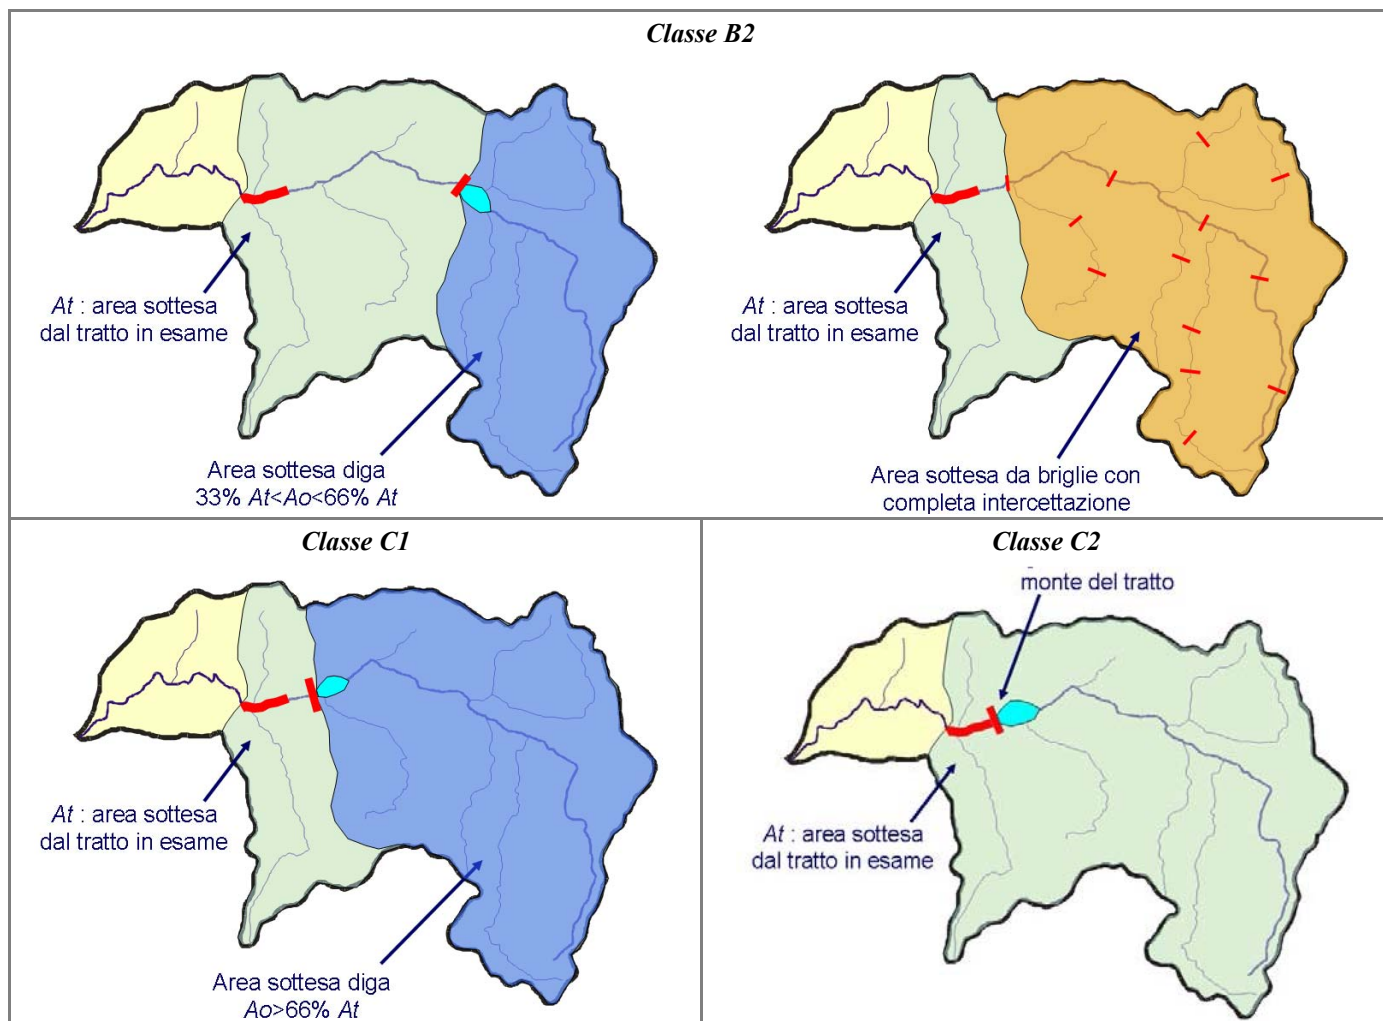 Classe B2
At : area sottesa
dal tratto in esame
Area sottesa diga
33% At<Ao<66% At
At : area sottesa
dal tratto in esame
Area sottesa da briglie con
completa intercettazione
Classe C1
At : area sottesa
dal tratto in esame
Area sottesa diga
Ao>66% At
Classe C2
monte del tratto
At : area sottesa
dal tratto in esame